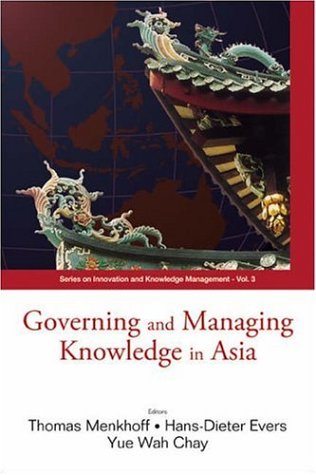 Series on Innovation and Knowledge Management - Vol. 3
Governing and Managing
Knowledge in Asia
Editors
Thomas Menkhoff • Hans-Dieter Evers
Yue Wah Chay